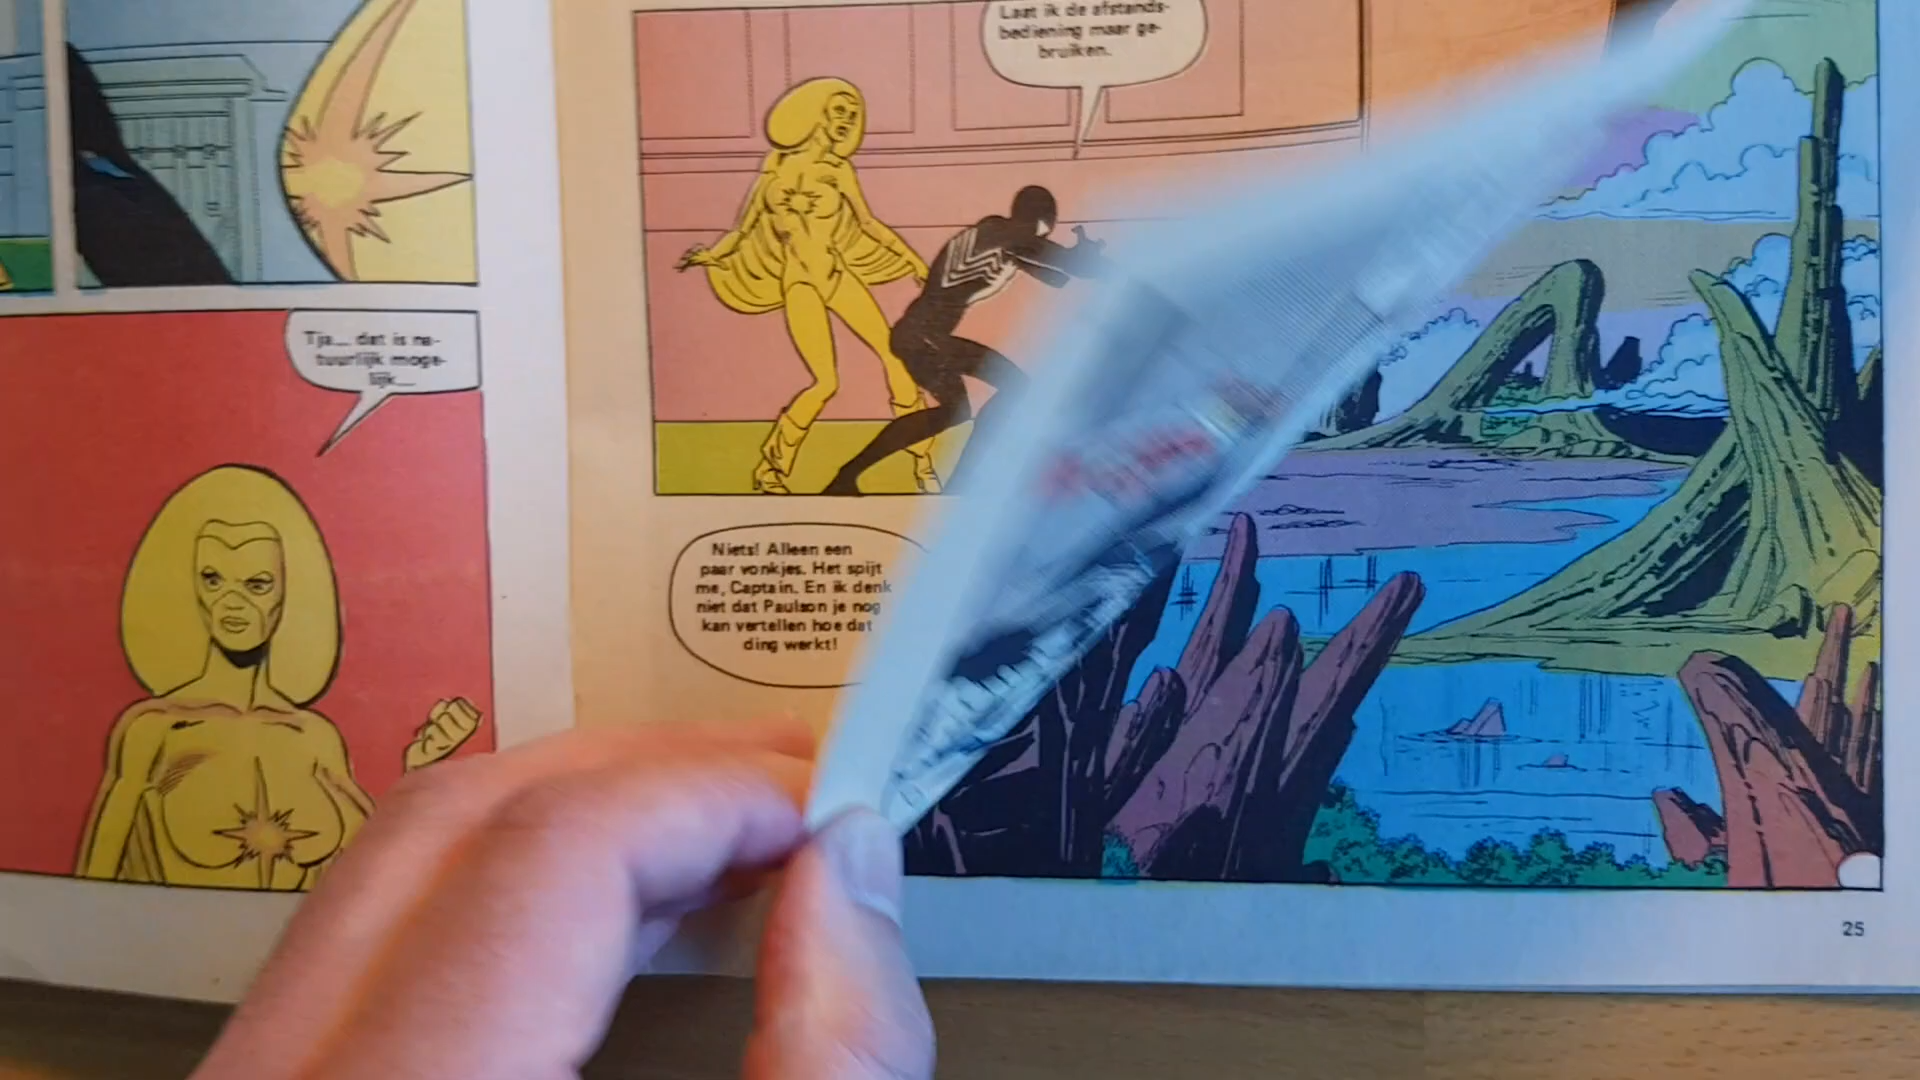 Tja... dat is na-
tuurlijk moge-
lijk...
Laat ik de afstands-
bediening maar ge-
bruiken.
Niets! Alleen een
paar vonkjes. Het spijt
me, Captain. En ik denk
niet dat Paulson je nog
kan vertellen hoe dat
ding werkt!
25